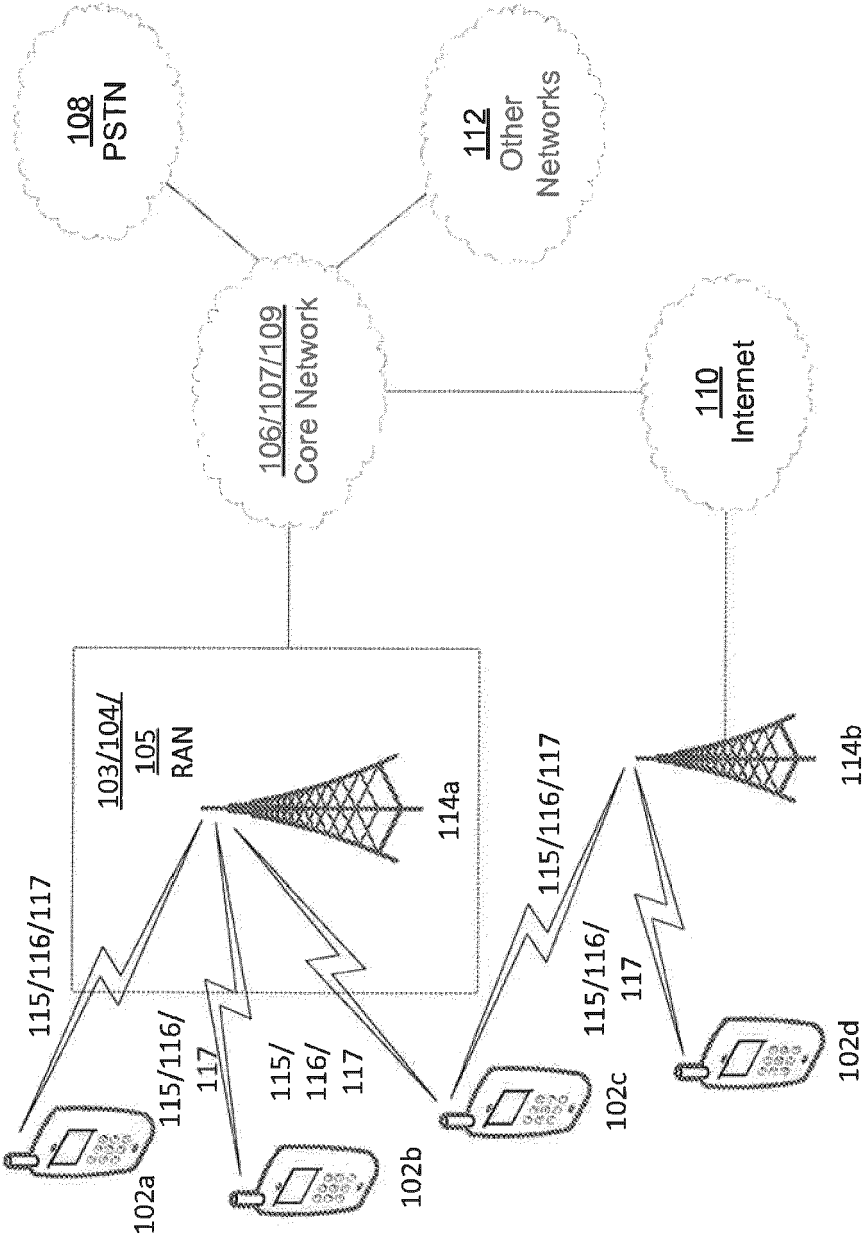 108
PSTN
112
Other
Networks
106/107/109
Core Network
110
Internet
103/104/
105
RAN
114a
114b
115/116/117
115/116/
117
115/
116/
117
115/116/117
115/116/
117
102a
102b
102c
102d